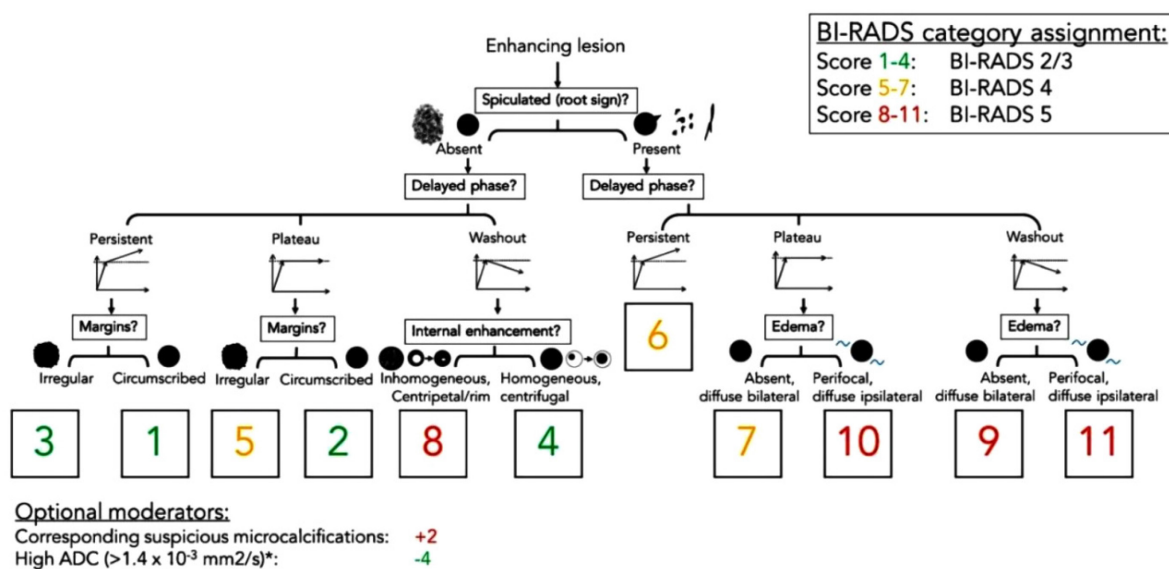 BI-RADS category assignment:
Score 1-4: BI-RADS 2/3
Score 5-7: BI-RADS 4
Score 8-11: BI-RADS 5
Enhancing lesion
Spiculated (root sign)?
Absent
Present
Delayed phase?
Delayed phase?
Persistent
Plateau
Washout
Persistent
Plateau
Washout
Margins?
Margins?
Internal enhancement?
6
Edema?
Edema?
Irregular
Circumscribed
Irregular
Circumscribed
Inhomogeneous,
Centripetal/rim
Homogeneous,
centrifugal
Absent,
diffuse bilateral
Perifocal,
diffuse ipsilateral
Absent,
diffuse bilateral
Perifocal,
diffuse ipsilateral
3
1
5
2
8
4
7
10
9
11
Optional moderators:
Corresponding suspicious microcalcifications: +2
High ADC (>1.4 x 10⁻³ mm2/s)*: -4